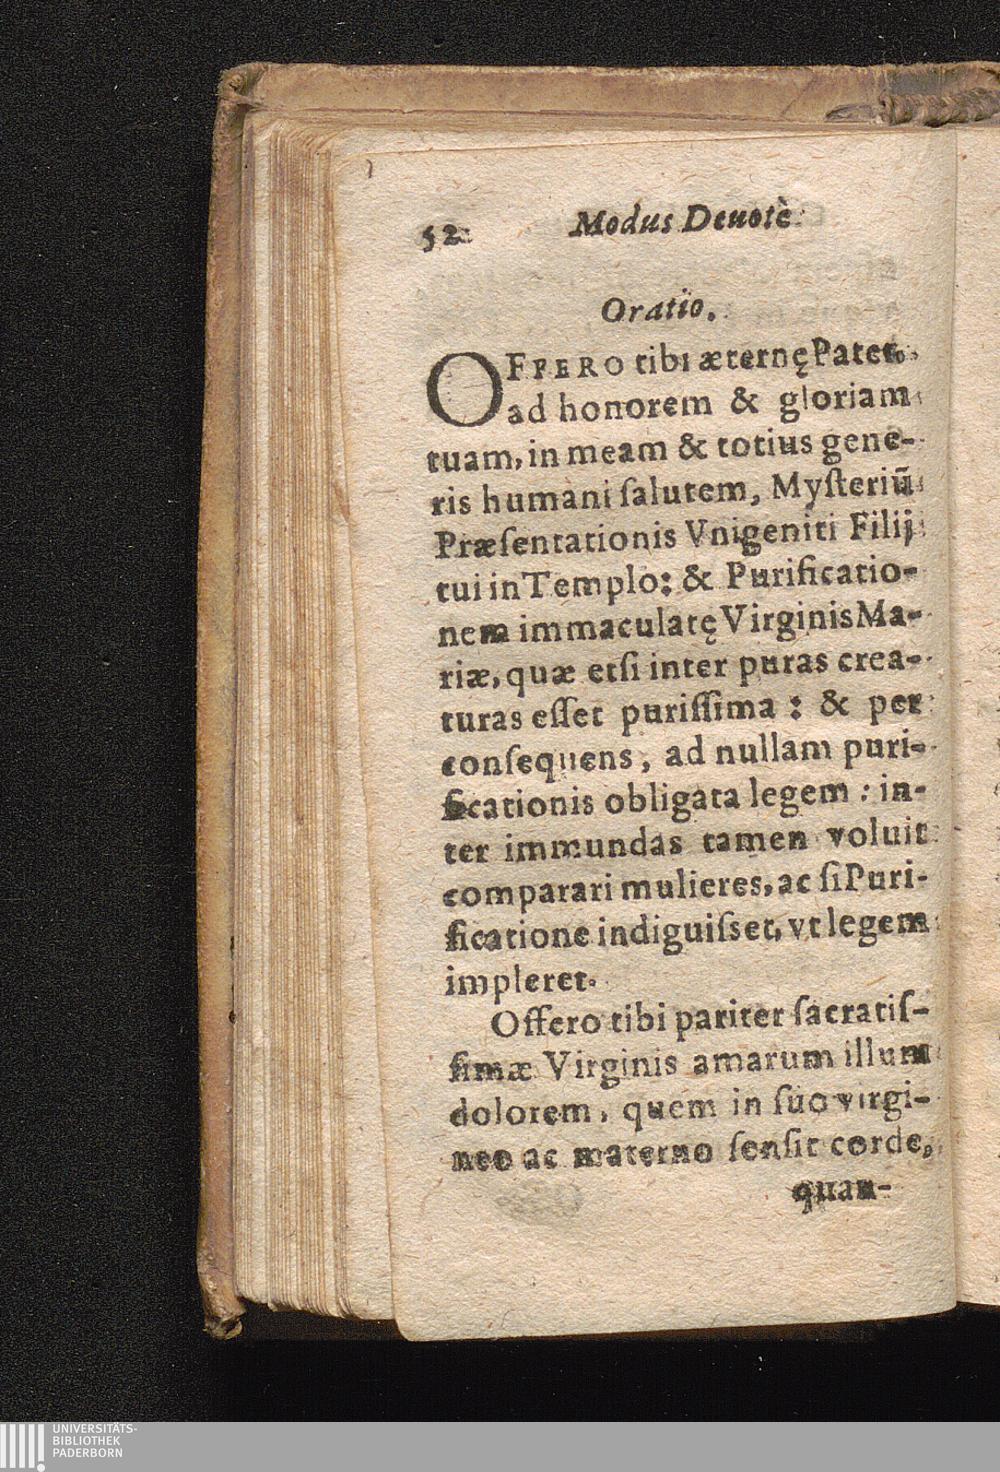 52. Modus Deuotè
Oratio.
OFFERO tibi æternę Pater,
ad honorem & gloriam
tuam, in meam & totius gene-
ris humani ſalutem, Myſteriũ
Præſentationis Vnigeniti Filij
tui in Templo: & Purificatio-
nem immaculatę Virginis Ma-
riæ, quæ etſi inter puras crea-
turas eſſet puriſſima: & per
conſequens, ad nullam puri-
ficationis obligata legem: in-
ter immundas tamen voluit
comparari mulieres, ac ſi Puri-
ficatione indiguiſset, vt legem
impleret.
Offero tibi pariter ſacratiſ-
ſimæ Virginis amarum illum
dolorem, quem in ſuo virgi-
neo ac materno ſenſit corde,
quan-
UNIVERSITÄTS-
BIBLIOTHEK
PADERBORN